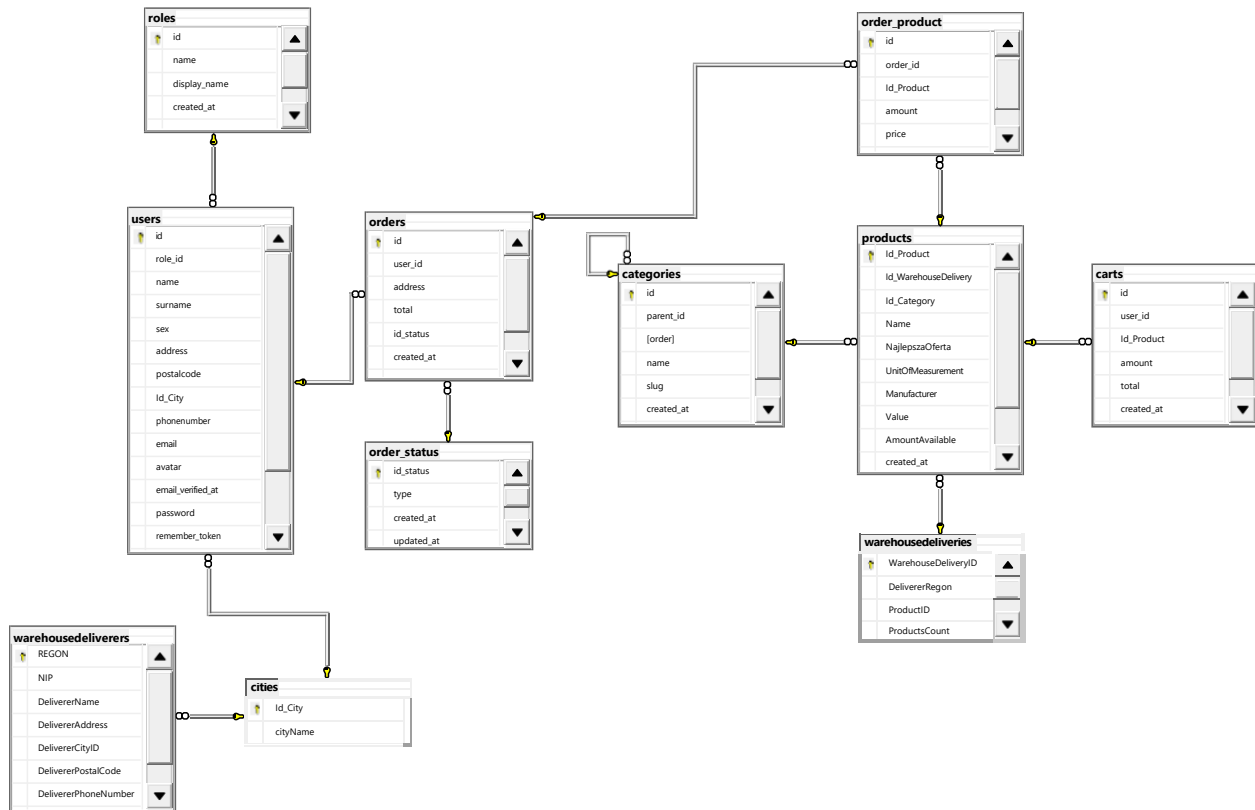 roles
id
name
display_name
created_at
order_product
id
order_id
Id_Product
amount
price
users
id
role_id
name
surname
sex
address
postalcode
Id_City
phonenumber
email
avatar
email_verified_at
password
remember_token
orders
id
user_id
address
total
id_status
created_at
categories
id
parent_id
[order]
name
slug
created_at
products
Id_Product
Id_WarehouseDelivery
Id_Category
Name
NajlepszaOferta
UnitOfMeasurement
Manufacturer
Value
AmountAvailable
created_at
carts
id
user_id
Id_Product
amount
total
created_at
order_status
id_status
type
created_at
updated_at
warehousedeliveries
WarehouseDeliveryID
DelivererRegon
ProductID
ProductsCount
warehousedeliverers
REGON
NIP
DelivererName
DelivererAddress
DelivererCityID
DelivererPostalCode
DelivererPhoneNumber
cities
Id_City
cityName